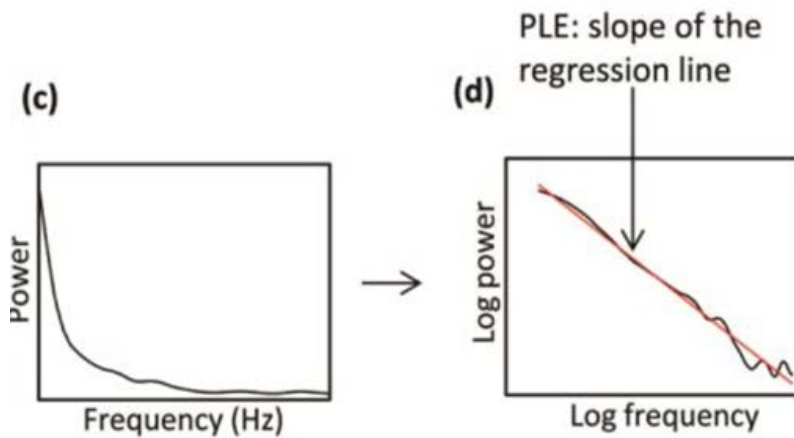 PLE: slope of the
regression line
(c)
(d)
Power
Frequency (Hz)
Log power
Log frequency